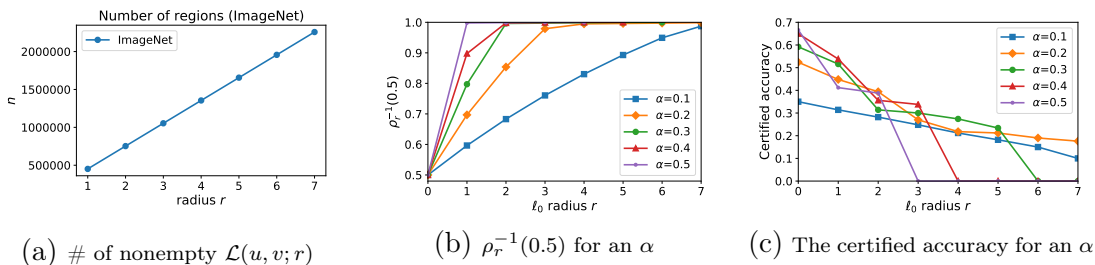 Number of regions (ImageNet)
ImageNet
2000000
1500000
1000000
500000
n
1 2 3 4 5 6 7
radius r
(a) # of nonempty 𝓛(u, v; r)
1.0
0.9
0.8
0.7
0.6
0.5
ρᵣ⁻¹(0.5)
α=0.1
α=0.2
α=0.3
α=0.4
α=0.5
0 1 2 3 4 5 6 7
ℓ₀ radius r
(b) ρᵣ⁻¹(0.5) for an α
0.7
0.6
0.5
0.4
0.3
0.2
0.1
0.0
Certified accuracy
α=0.1
α=0.2
α=0.3
α=0.4
α=0.5
0 1 2 3 4 5 6 7
ℓ₀ radius r
(c) The certified accuracy for an α